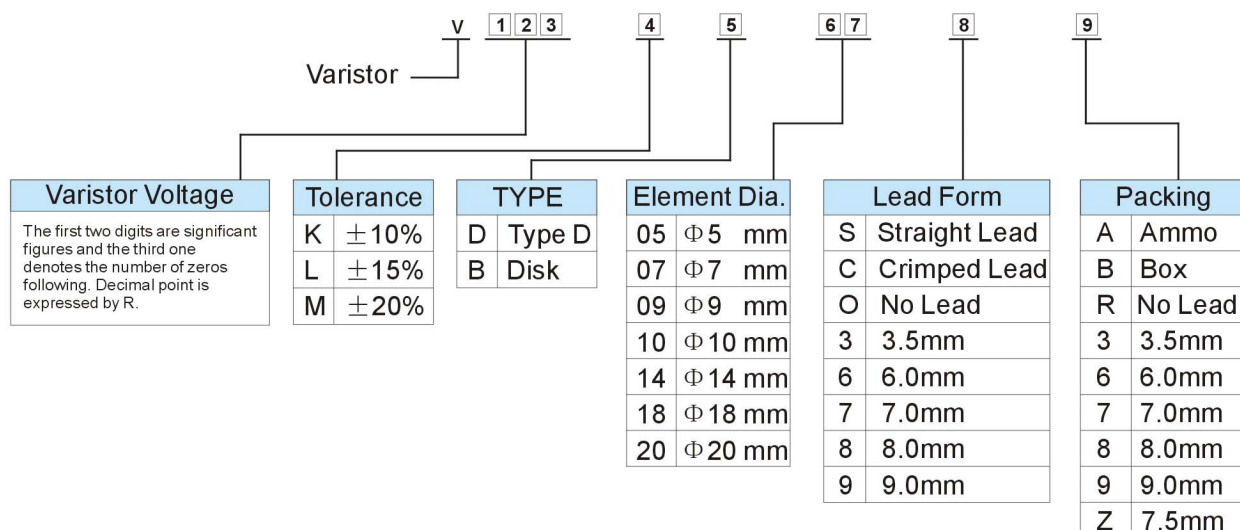 V 1 2 3 4 5 6 7 8 9
Varistor
Varistor Voltage
The first two digits are significant
figures and the third one
denotes the number of zeros
following. Decimal point is
expressed by R.
Tolerance
K ±10%
L ±15%
M ±20%
TYPE
D Type D
B Disk
Element Dia.
05 Φ5 mm
07 Φ7 mm
09 Φ9 mm
10 Φ10 mm
14 Φ14 mm
18 Φ18 mm
20 Φ20 mm
Lead Form
S Straight Lead
C Crimped Lead
O No Lead
3 3.5mm
6 6.0mm
7 7.0mm
8 8.0mm
9 9.0mm
Packing
A Ammo
B Box
R No Lead
3 3.5mm
6 6.0mm
7 7.0mm
8 8.0mm
9 9.0mm
Z 7.5mm